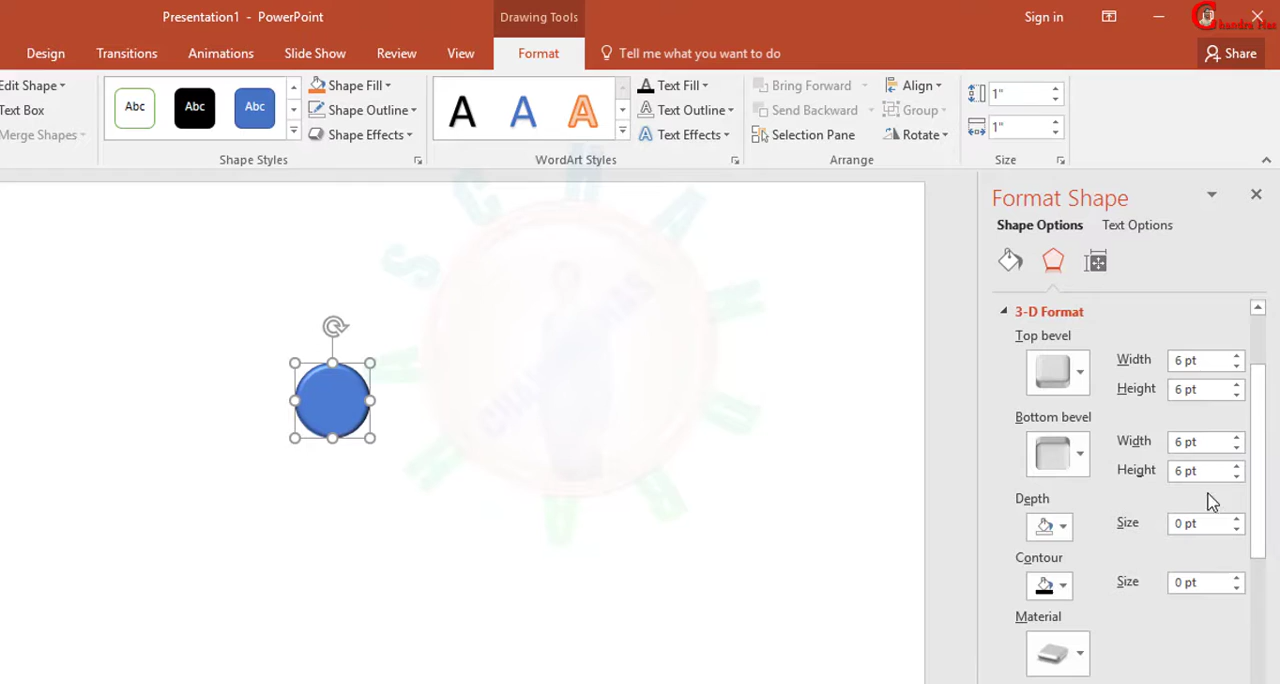 Presentation1 - PowerPoint
Drawing Tools
Sign in
Chandra Has
Design Transitions Animations Slide Show Review View Format Tell me what you want to do Share
Edit Shape
Text Box
Merge Shapes
Abc Abc Abc
Shape Fill
Shape Outline
Shape Effects
Shape Styles
A A A
Text Fill
Text Outline
Text Effects
WordArt Styles
Bring Forward
Send Backward
Selection Pane
Align
Group
Rotate
Arrange
1"
1"
Size
Format Shape
Shape Options Text Options
3-D Format
Top bevel
Width 6 pt
Height 6 pt
Bottom bevel
Width 6 pt
Height 6 pt
Depth
Size 0 pt
Contour
Size 0 pt
Material